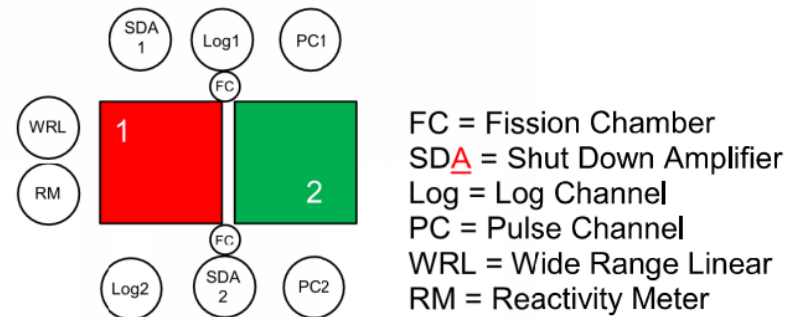 SDA
1
Log1
PC1
FC
WRL
RM
1
2
FC
Log2
SDA
2
PC2
FC = Fission Chamber
SDA = Shut Down Amplifier
Log = Log Channel
PC = Pulse Channel
WRL = Wide Range Linear
RM = Reactivity Meter